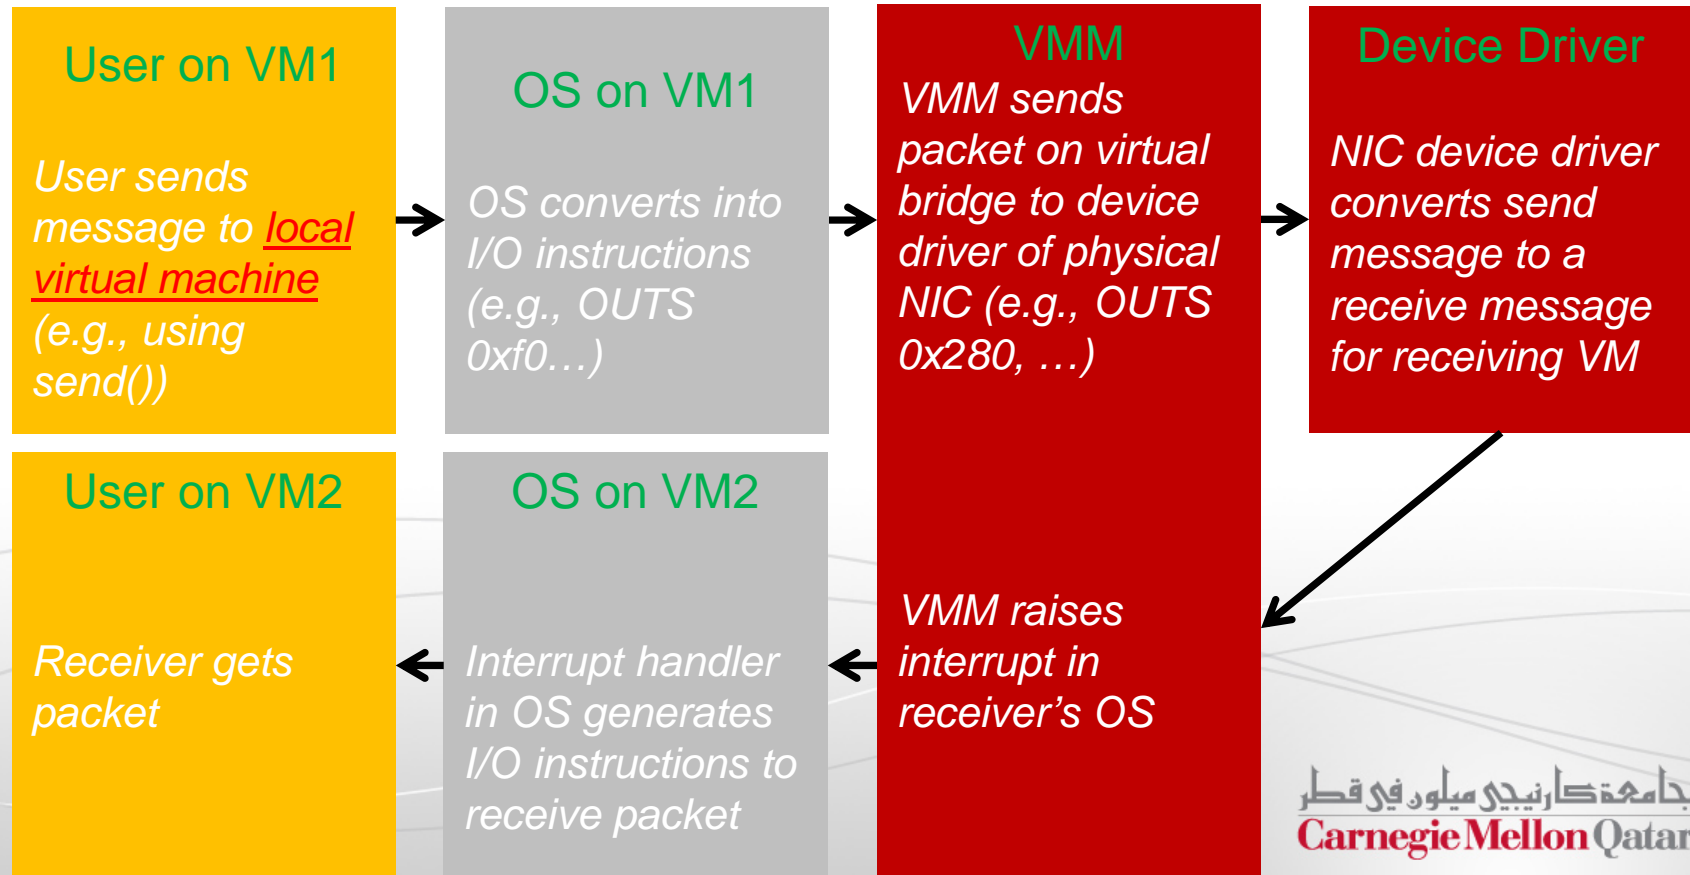 User on VM1
User sends
message to local
virtual machine
(e.g., using
send())
OS on VM1
OS converts into
I/O instructions
(e.g., OUTS
0xf0…)
VMM
VMM sends
packet on virtual
bridge to device
driver of physical
NIC (e.g., OUTS
0x280, …)
Device Driver
NIC device driver
converts send
message to a
receive message
for receiving VM
User on VM2
Receiver gets
packet
OS on VM2
Interrupt handler
in OS generates
I/O instructions to
receive packet
VMM raises
interrupt in
receiver’s OS
جامعة كارنيجي ميلون في قطر
Carnegie Mellon Qatar